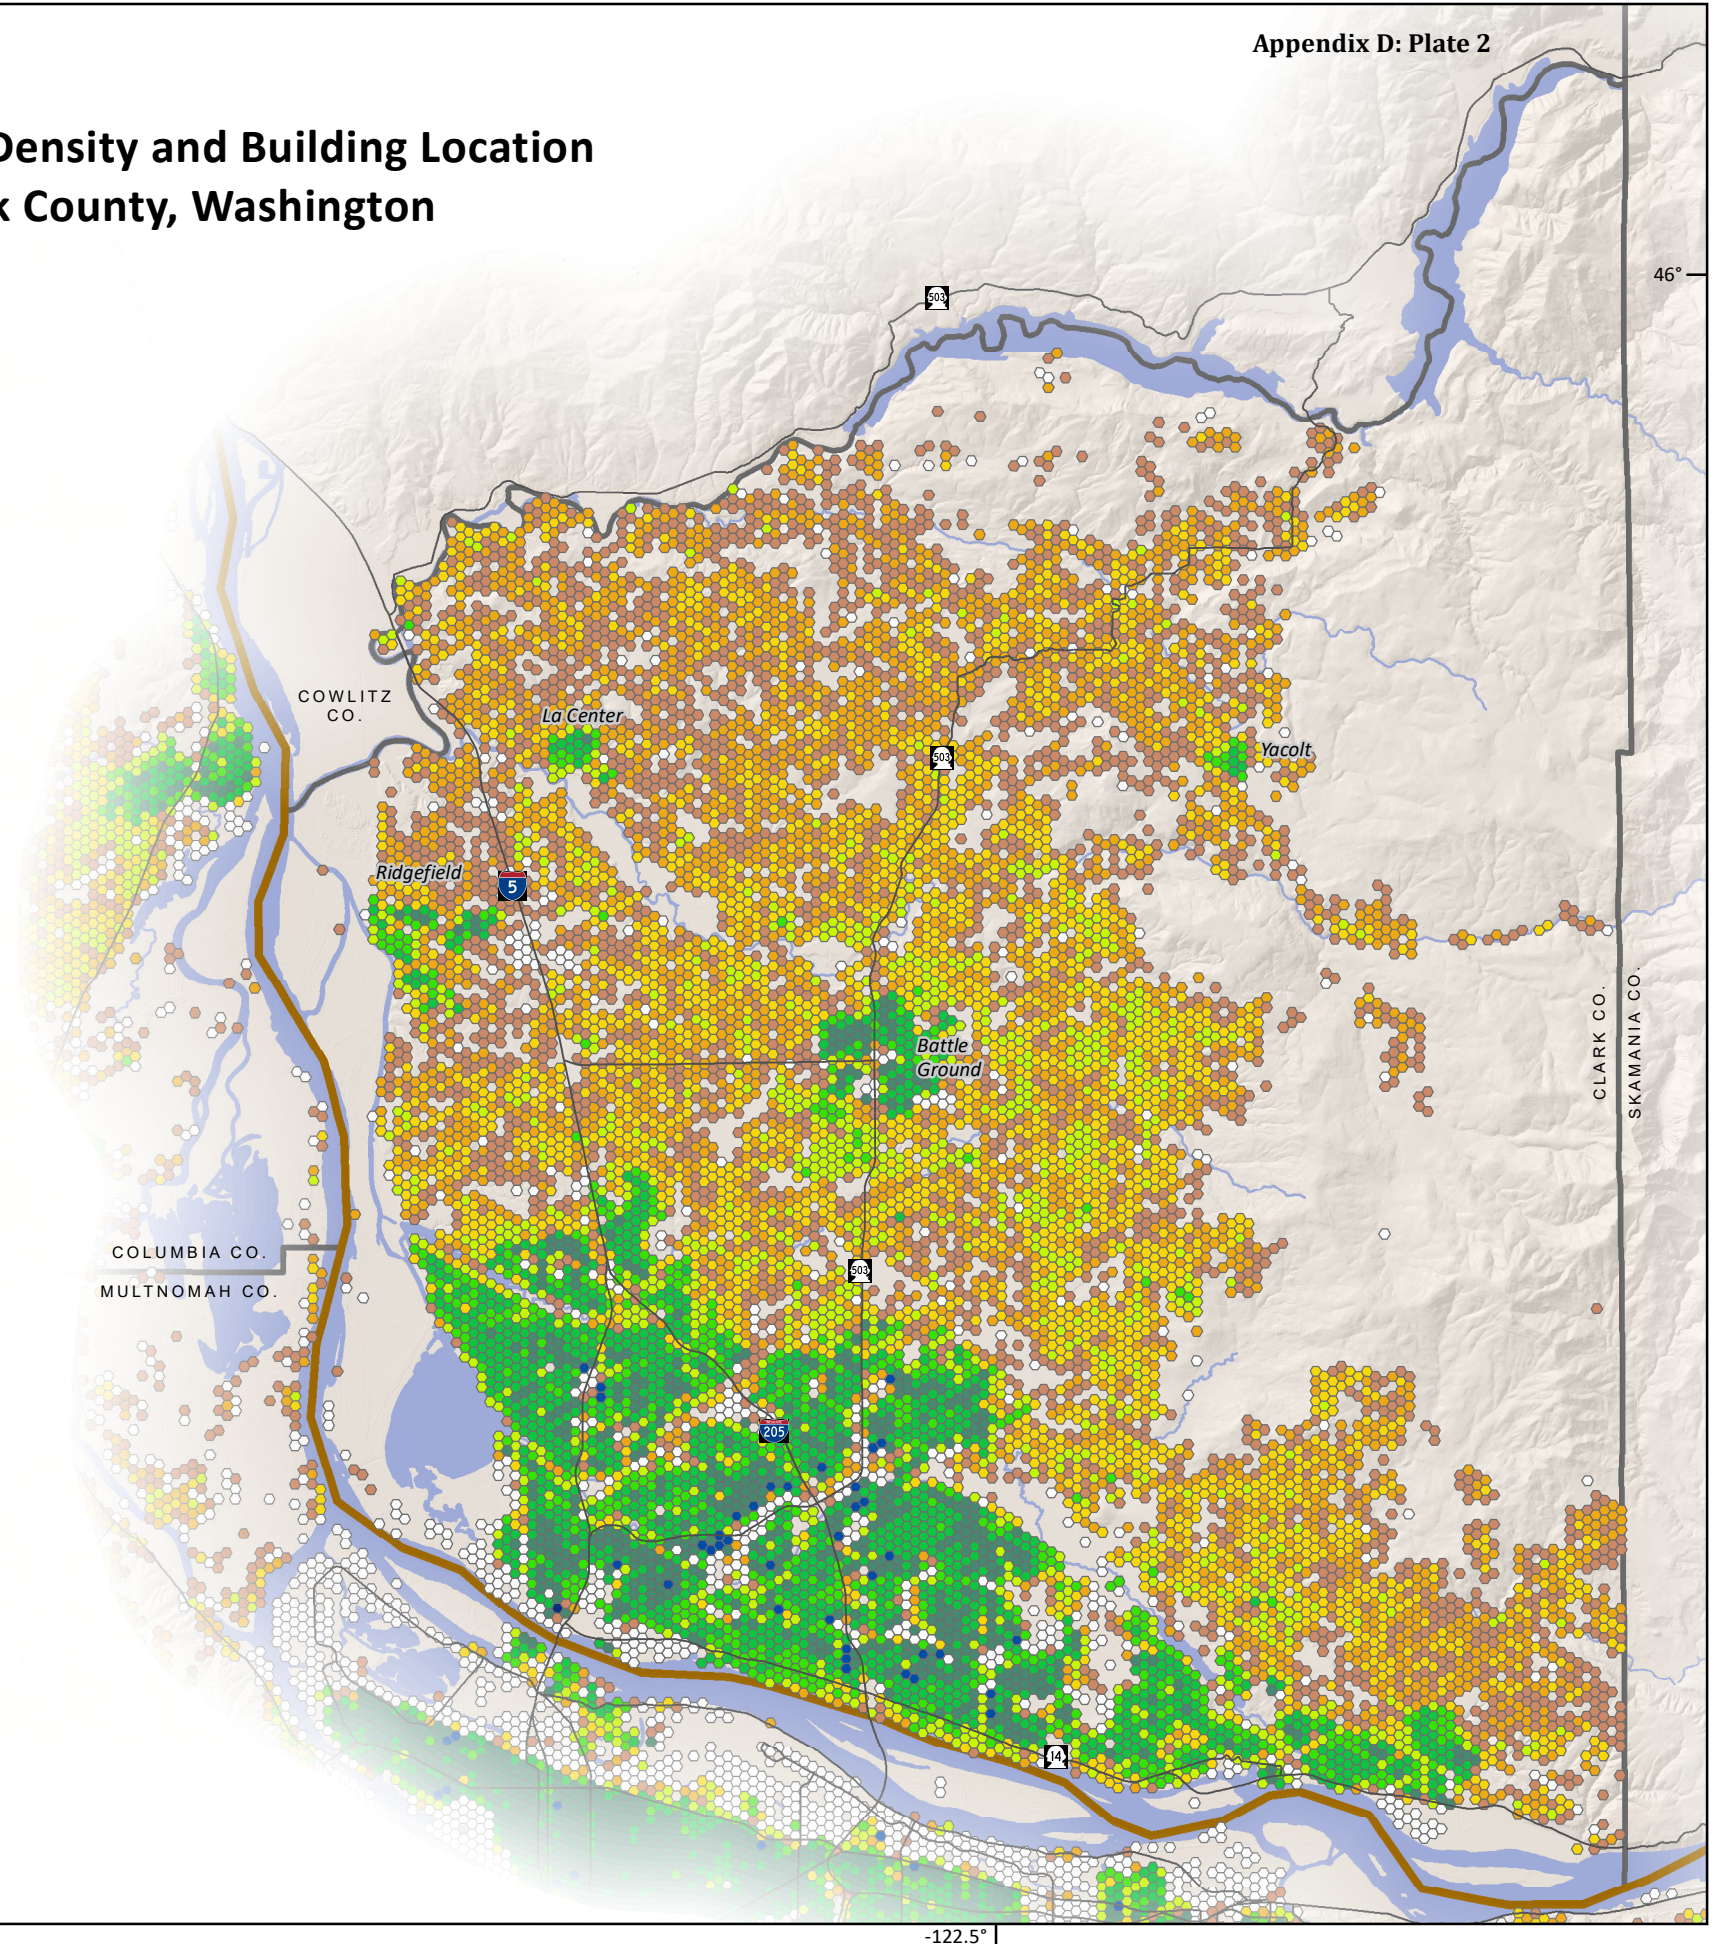 Appendix D: Plate 2
Density and Building Location
k County, Washington
46°
503
COWLITZ
CO.
La Center
503
Yacolt
Ridgefield
5
CLARK CO.
SKAMANIA CO.
Battle
Ground
COLUMBIA CO.
MULTNOMAH CO.
503
205
14
-122.5°